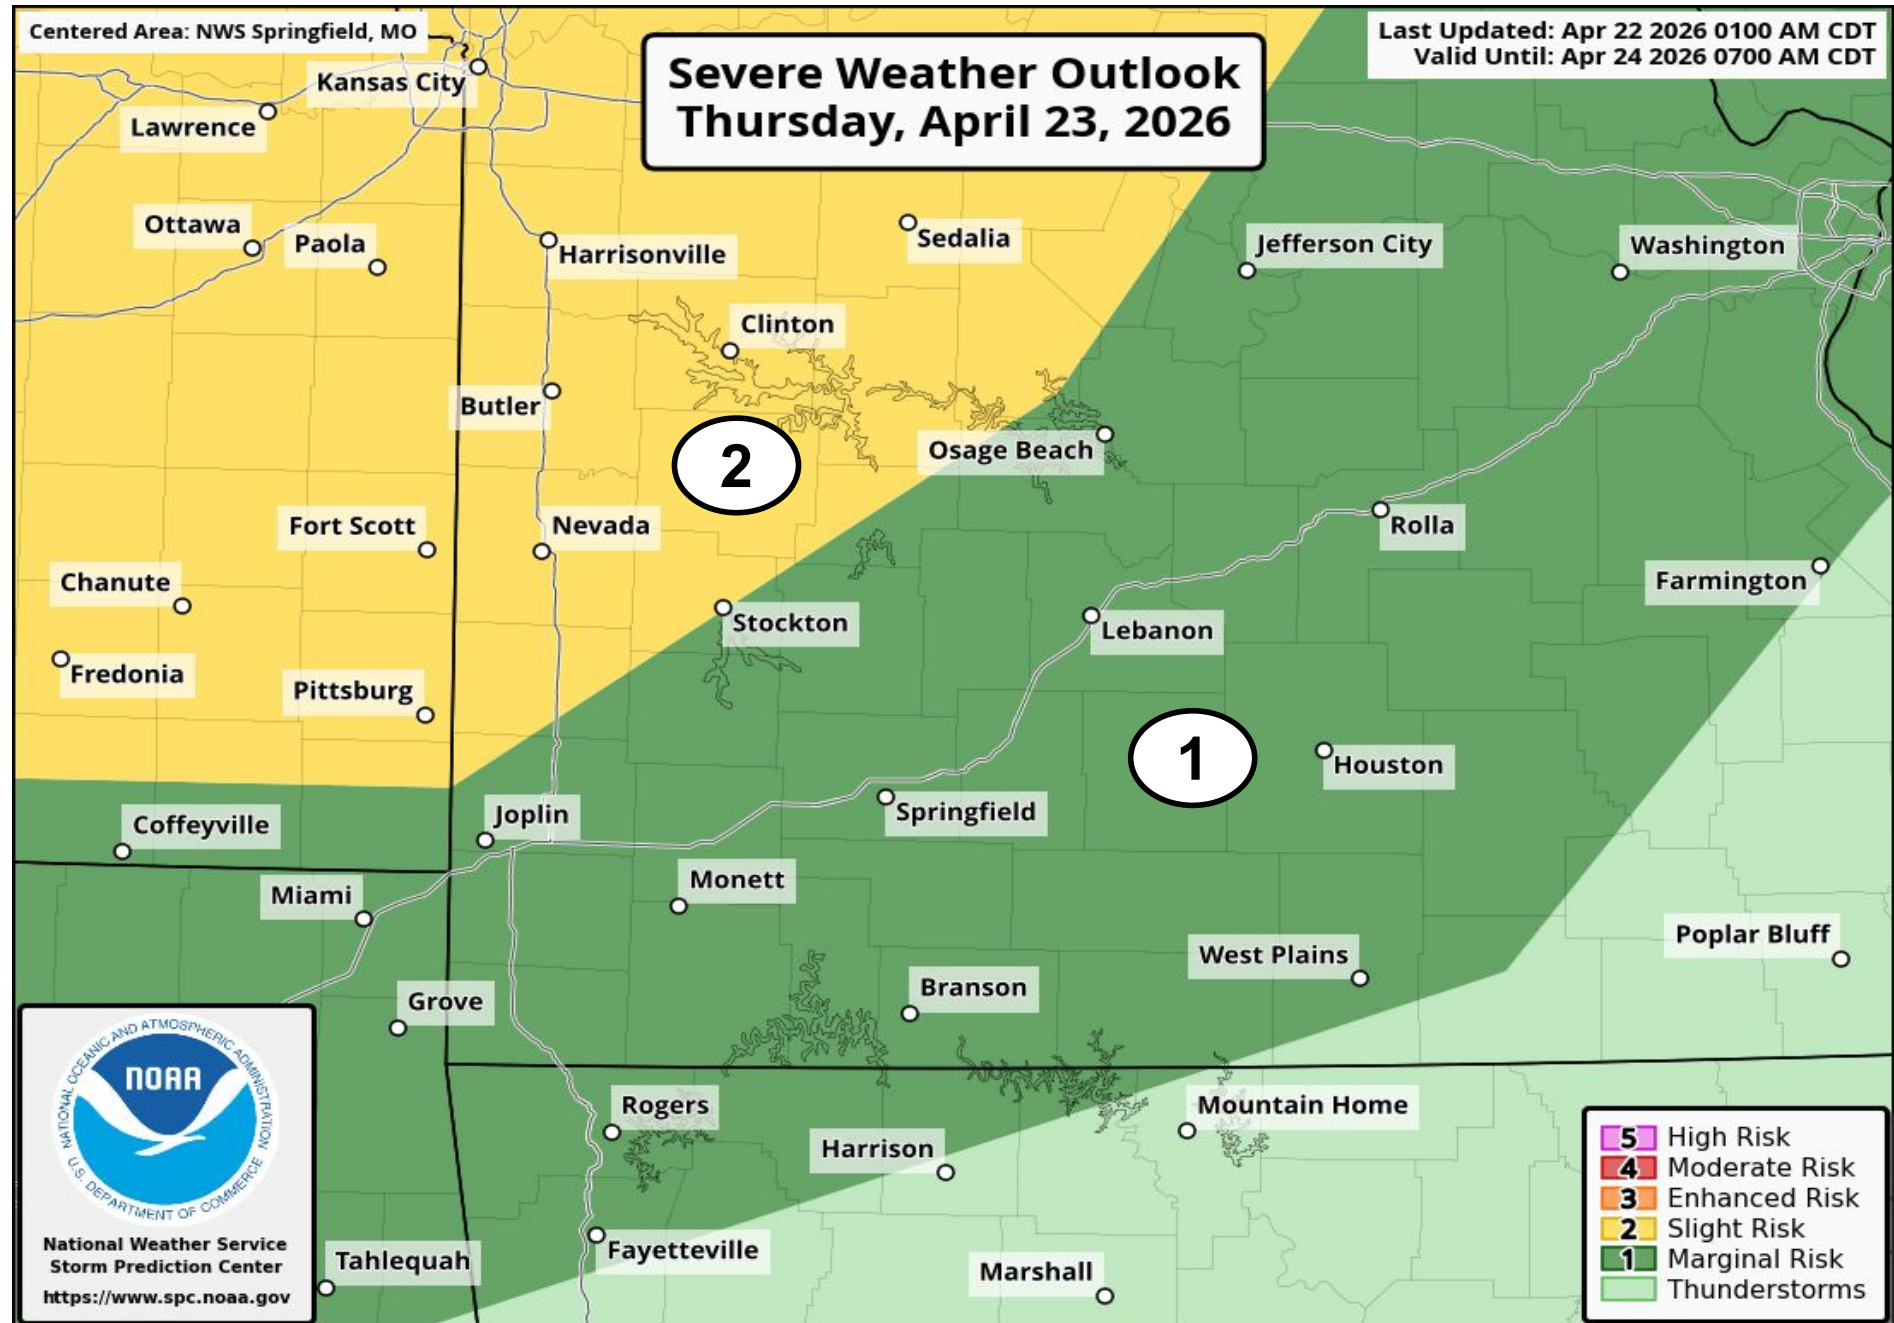 Centered Area: NWS Springfield, MO
Last Updated: Apr 22 2026 0100 AM CDT
Valid Until: Apr 24 2026 0700 AM CDT
Severe Weather Outlook
Thursday, April 23, 2026
Kansas City
Lawrence
Ottawa
Paola
Harrisonville
Sedalia
Jefferson City
Washington
Clinton
Butler
2
Osage Beach
Fort Scott
Nevada
Rolla
Chanute
Farmington
Stockton
Lebanon
Fredonia
Pittsburg
1
Houston
Coffeyville
Joplin
Springfield
Miami
Monett
Poplar Bluff
West Plains
Grove
Branson
Rogers
Mountain Home
Harrison
Fayetteville
Tahlequah
Marshall
NATIONAL OCEANIC AND ATMOSPHERIC ADMINISTRATION
NOAA
U.S. DEPARTMENT OF COMMERCE
National Weather Service
Storm Prediction Center
https://www.spc.noaa.gov
5 High Risk
4 Moderate Risk
3 Enhanced Risk
2 Slight Risk
1 Marginal Risk
Thunderstorms